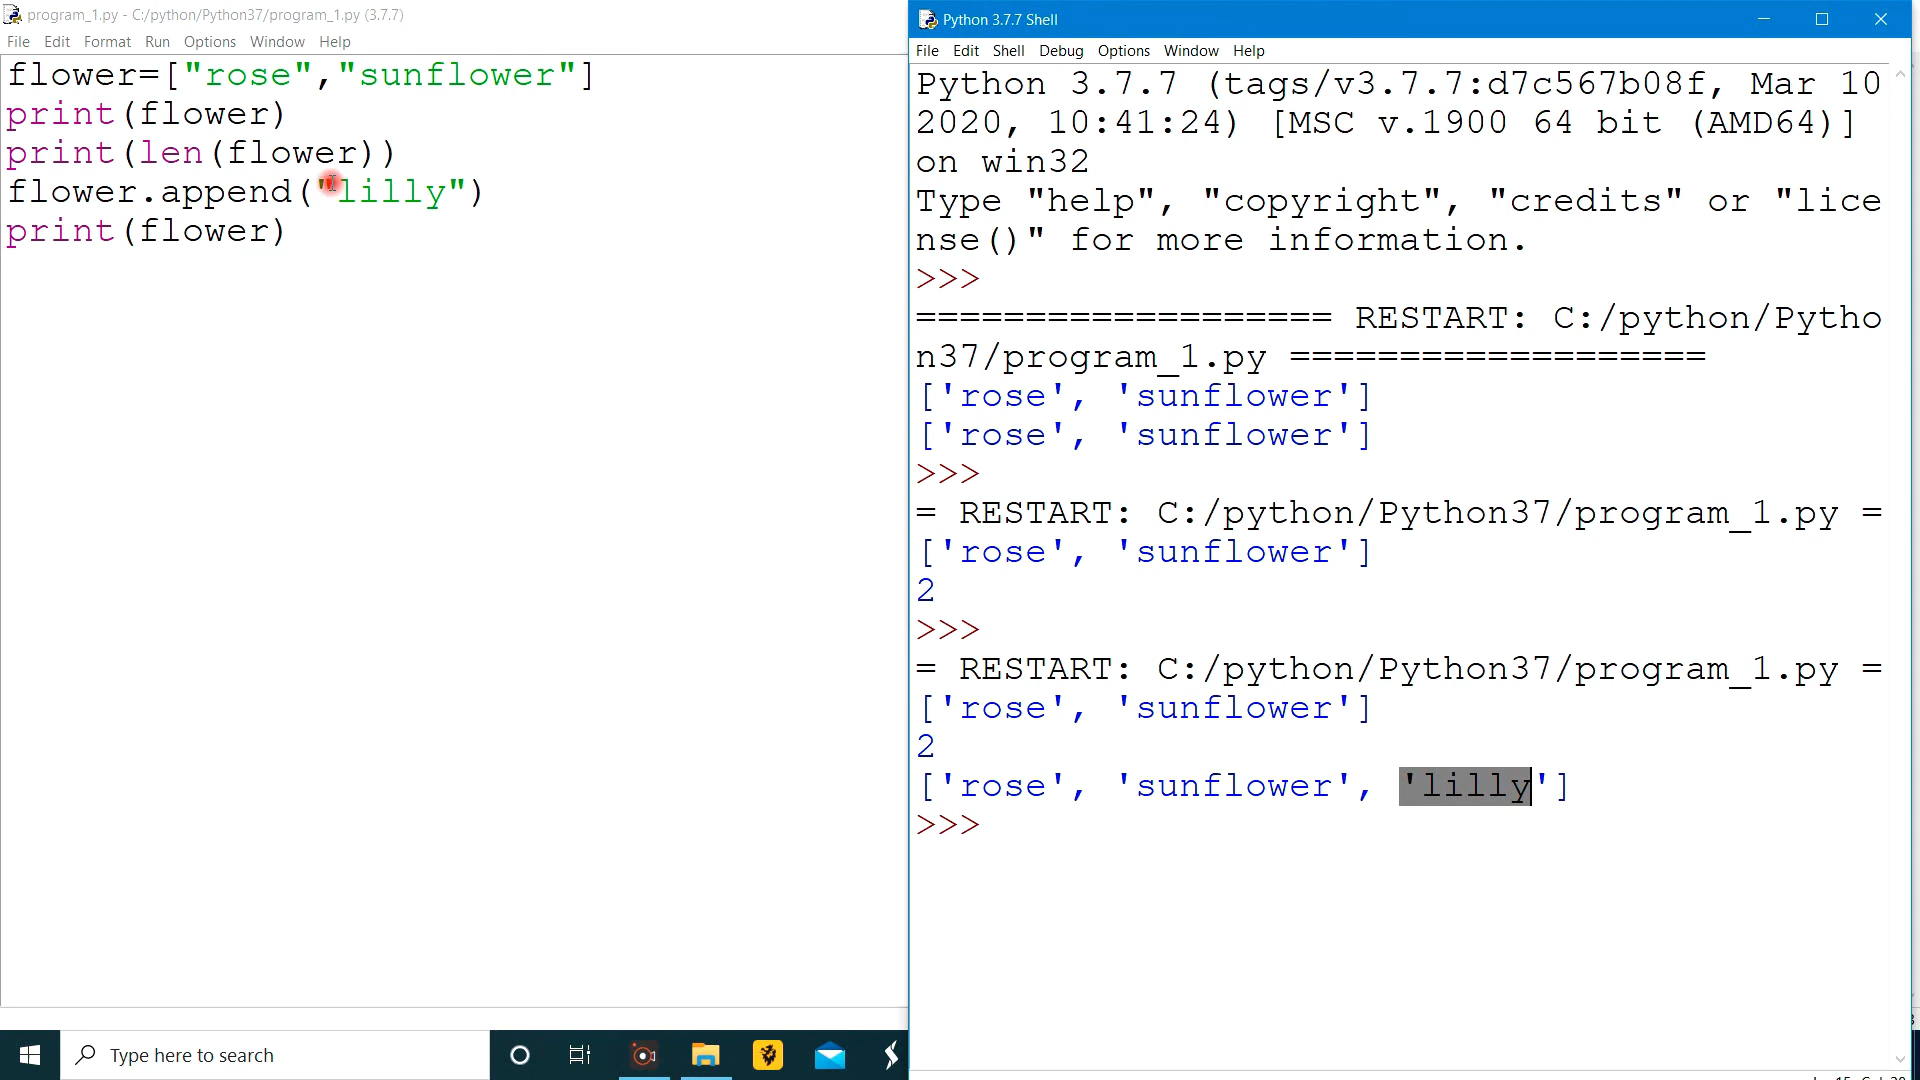 program_1.py - C:/python/Python37/program_1.py (3.7.7)
File Edit Format Run Options Window Help
flower=["rose","sunflower"]
print(flower)
print(len(flower))
flower.append("lilly")
print(flower)
Python 3.7.7 Shell
File Edit Shell Debug Options Window Help
Python 3.7.7 (tags/v3.7.7:d7c567b08f, Mar 10
2020, 10:41:24) [MSC v.1900 64 bit (AMD64)]
on win32
Type "help", "copyright", "credits" or "lice
nse()" for more information.
>>>
=================== RESTART: C:/python/Pytho
n37/program_1.py ===================
['rose', 'sunflower']
['rose', 'sunflower']
>>>
= RESTART: C:/python/Python37/program_1.py =
['rose', 'sunflower']
2
>>>
= RESTART: C:/python/Python37/program_1.py =
['rose', 'sunflower']
2
['rose', 'sunflower', 'lilly']
>>>
Type here to search